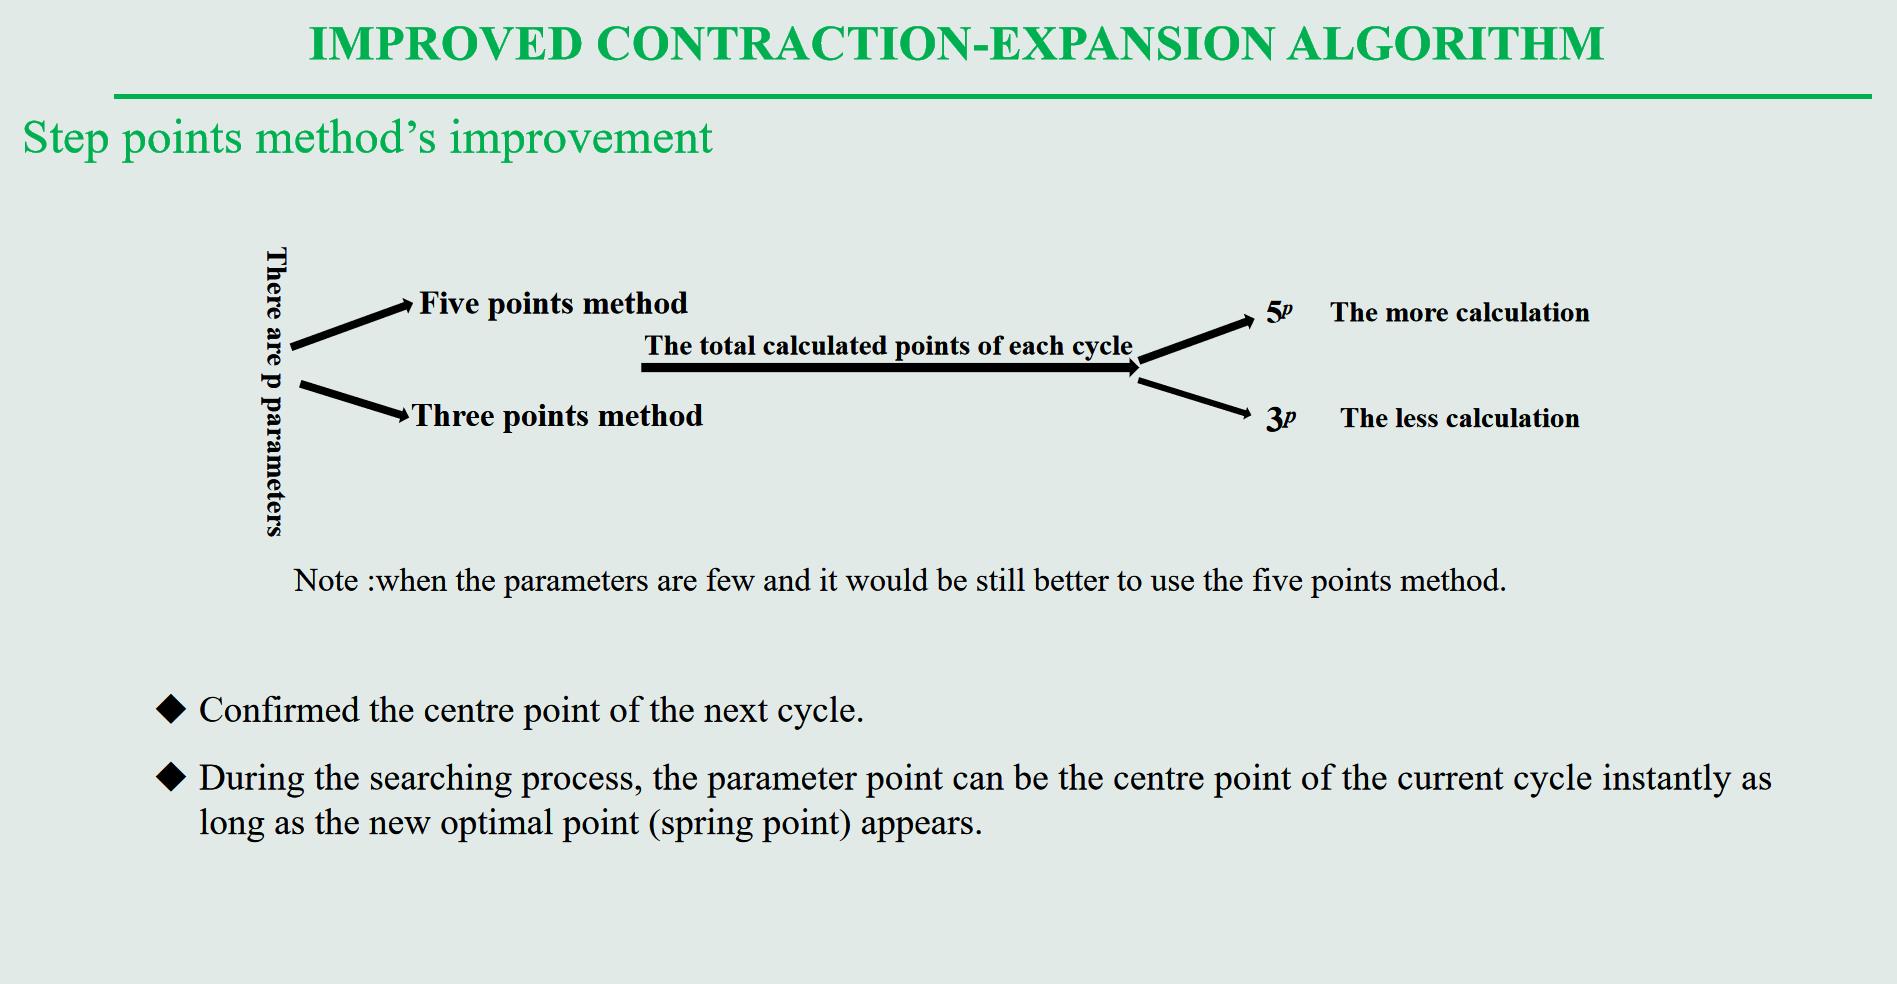 IMPROVED CONTRACTION-EXPANSION ALGORITHM
Step points method’s improvement
There are p parameters
Five points method
Three points method
The total calculated points of each cycle
5ᵖ The more calculation
3ᵖ The less calculation
Note :when the parameters are few and it would be still better to use the five points method.
◆ Confirmed the centre point of the next cycle.
◆ During the searching process, the parameter point can be the centre point of the current cycle instantly as
long as the new optimal point (spring point) appears.